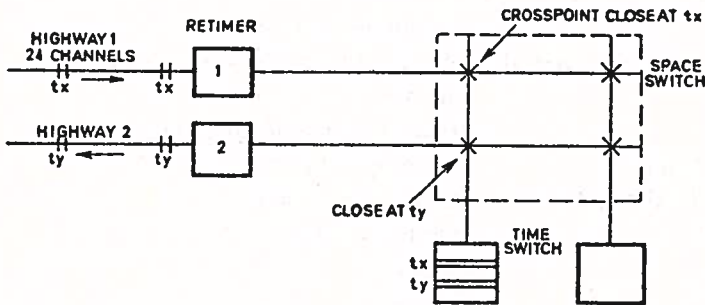 CROSSPOINT CLOSE AT tx
RETIMER
HIGHWAY 1
24 CHANNELS
tx
tx
1
SPACE
SWITCH
HIGHWAY 2
ty
ty
2
CLOSE AT ty
TIME
SWITCH
tx
ty